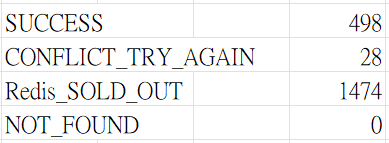 SUCCESS 498
CONFLICT_TRY_AGAIN 28
Redis_SOLD_OUT 1474
NOT_FOUND 0